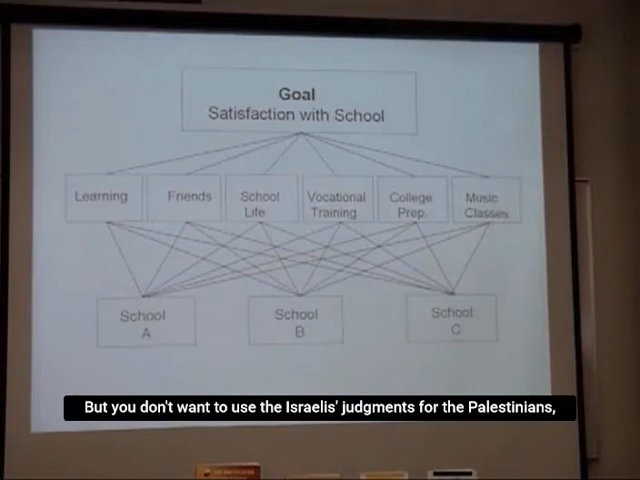 Goal
Satisfaction with School
Learning
Friends
School
Life
Vocational
Training
College
Prep.
Music
Classes
School
A
School
B
School
C
But you don't want to use the Israelis' judgments for the Palestinians,